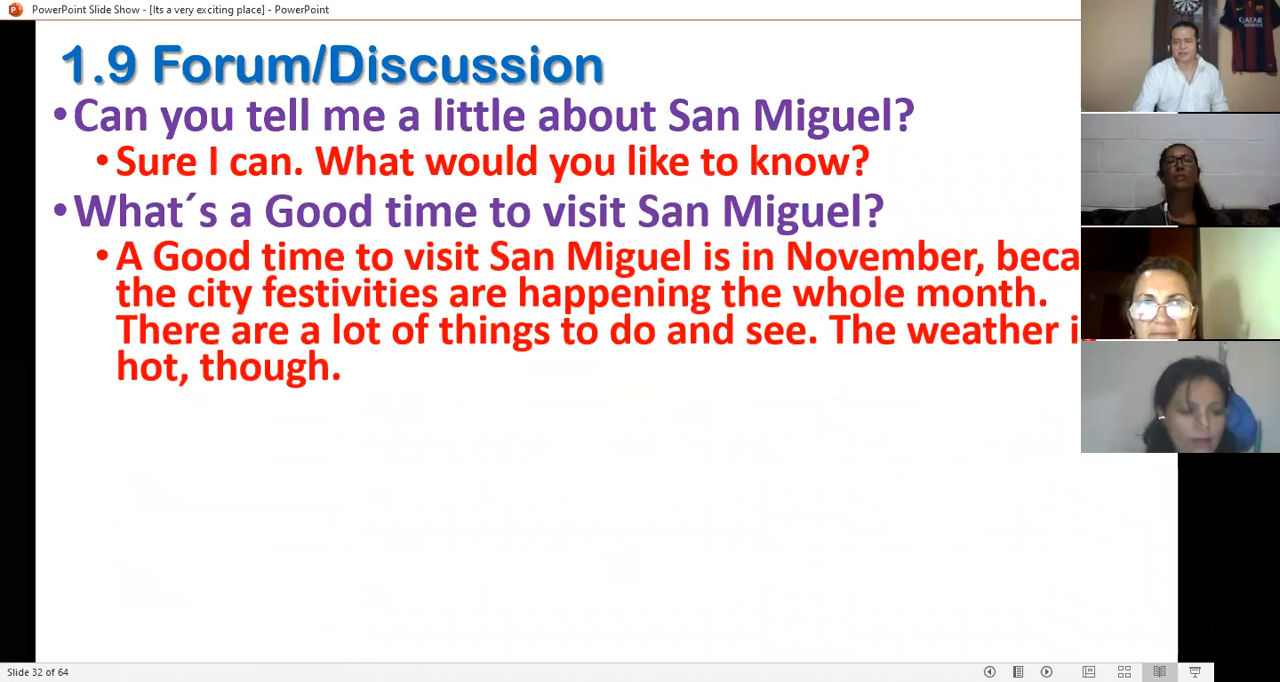 PowerPoint Slide Show - [Its a very exciting place] - PowerPoint
1.9 Forum/Discussion
•Can you tell me a little about San Miguel?
•Sure I can. What would you like to know?
•What´s a Good time to visit San Miguel?
•A Good time to visit San Miguel is in November,
the city festivities are happening the whole month.
There are a lot of things to do and see. The weather
hot, though.
QATAR
Slide 32 of 64